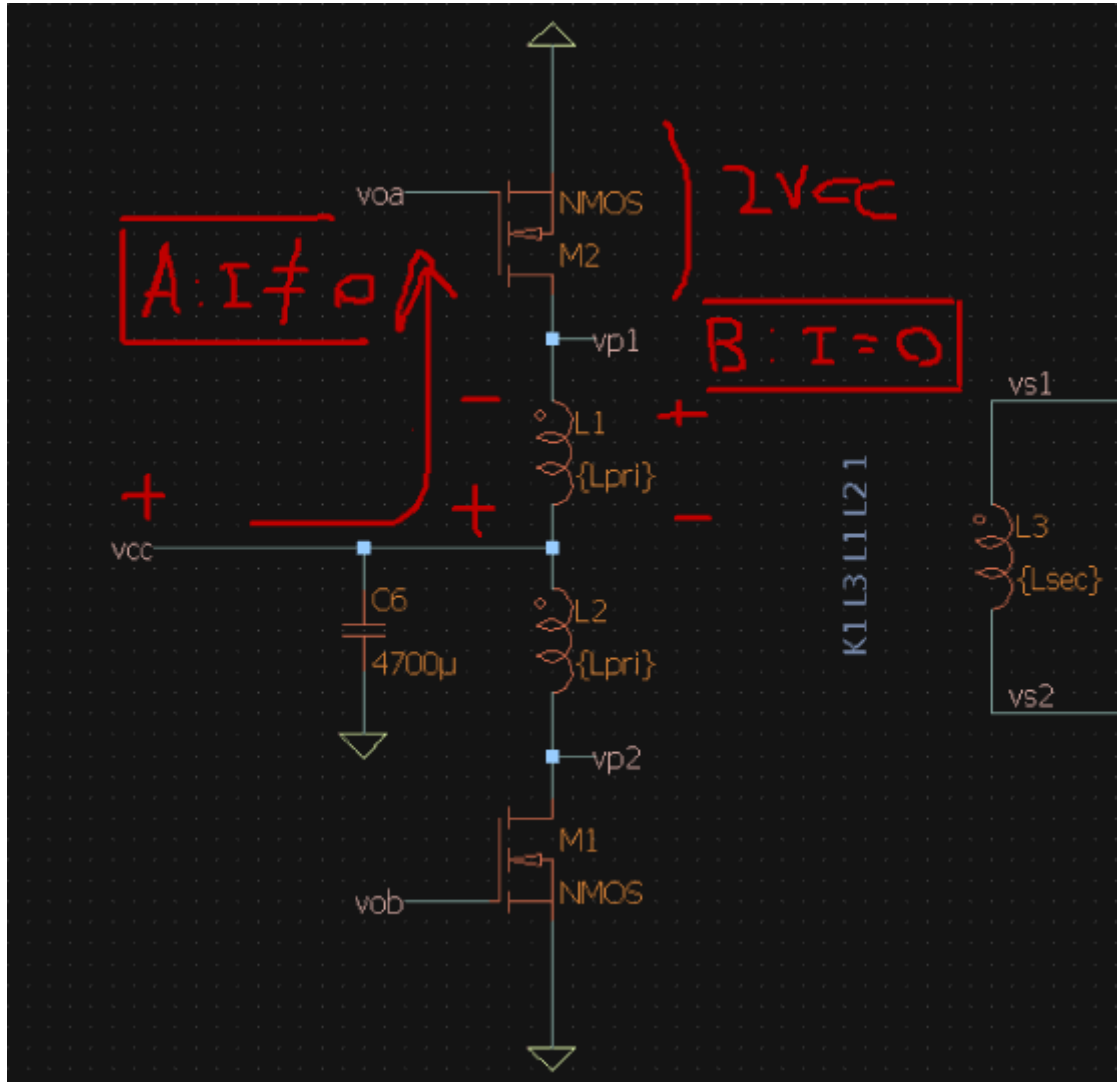 voa
NMOS
M2
2VCC
A: I ≠ 0
B: I = 0
vp1
-
+
L1
{Lpri}
+
+
-
vcc
vs1
K1 L3 L1 L2 1
L3
{Lsec}
C6
4700µ
L2
{Lpri}
vs2
vp2
M1
NMOS
vob